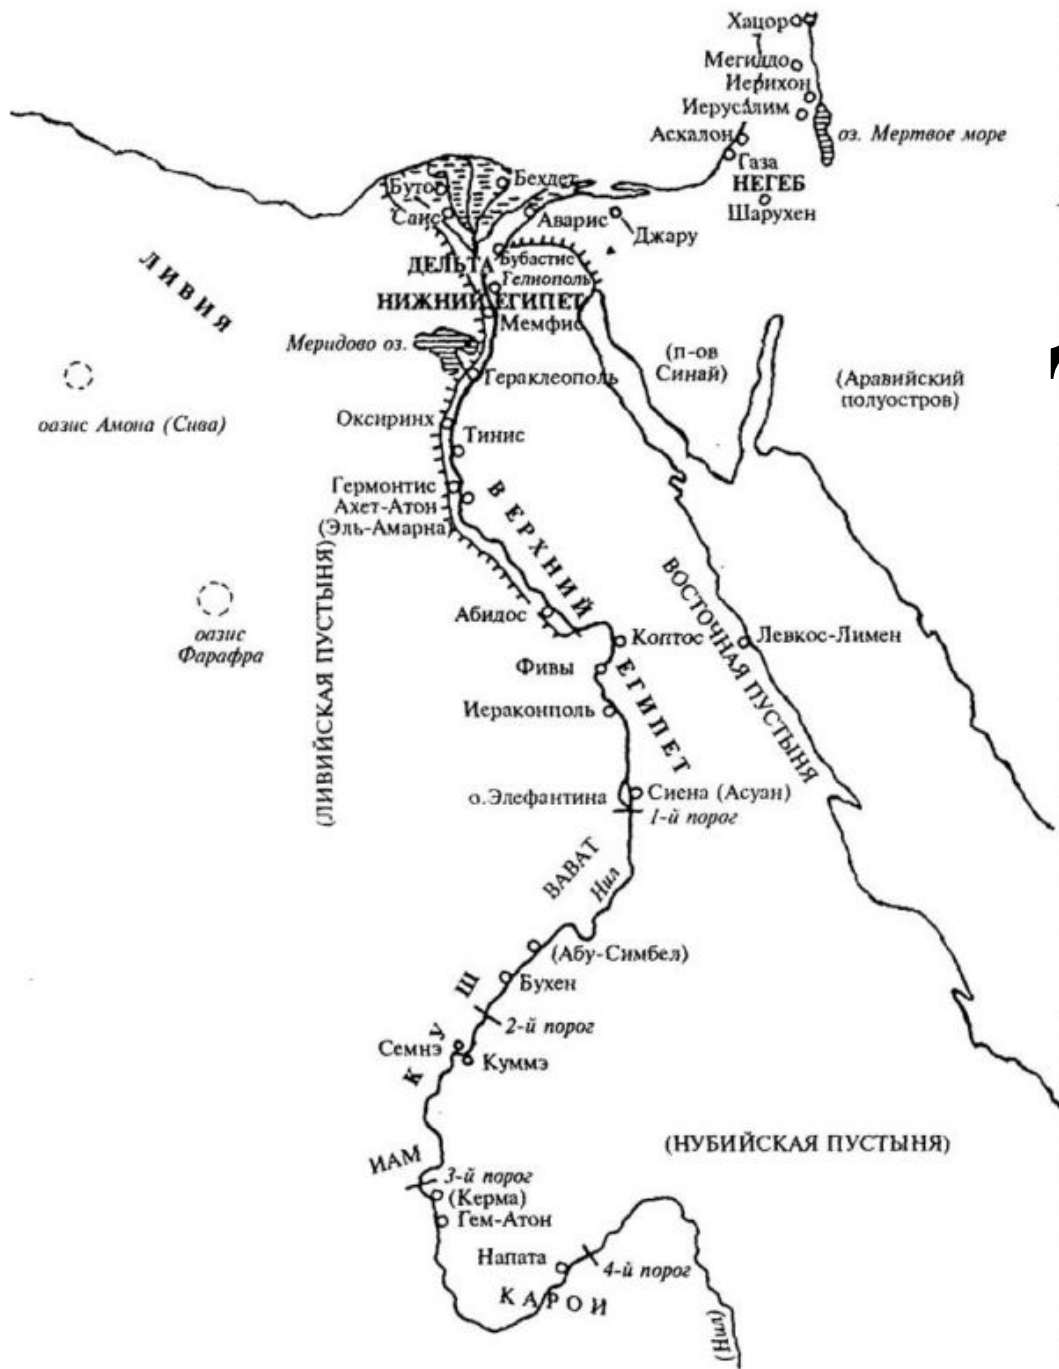 Хацор
Мегиддо
Иерихон
Иерусалим
оз. Мертвое море
Аскалон
Газа
НЕГЕБ
Шарухен
Буто
Бехдет
Саис
Аварис
Джару
Бубастис
ДЕЛЬТА
Гелиополь
НИЖНИЙ ЕГИПЕТ
Мемфис
ЛИВИЯ
Меридово оз.
Гераклеополь
(п-ов
Синай)
(Аравийский
полуостров)
оазис Амона (Сива)
Оксиринх
Тинис
Гермонтис
Ахет-Атон
(Эль-Амарна)
ВЕРХНИЙ
ЕГИПЕТ
(ЛИВИЙСКАЯ ПУСТЫНЯ)
ВОСТОЧНАЯ ПУСТЫНЯ
оазис
Фарафра
Абидос
Коптос
Левкос-Лимен
Фивы
Иераконполь
о.Элефантина
Сиена (Асуан)
1-й порог
ВАВАТ
Нил
(Абу-Симбел)
Бухен
КУШ
2-й порог
Семнэ
Куммэ
ИАМ
3-й порог
(Керма)
Гем-Атон
(НУБИЙСКАЯ ПУСТЫНЯ)
Напата
4-й порог
КАРОИ
(Нил)